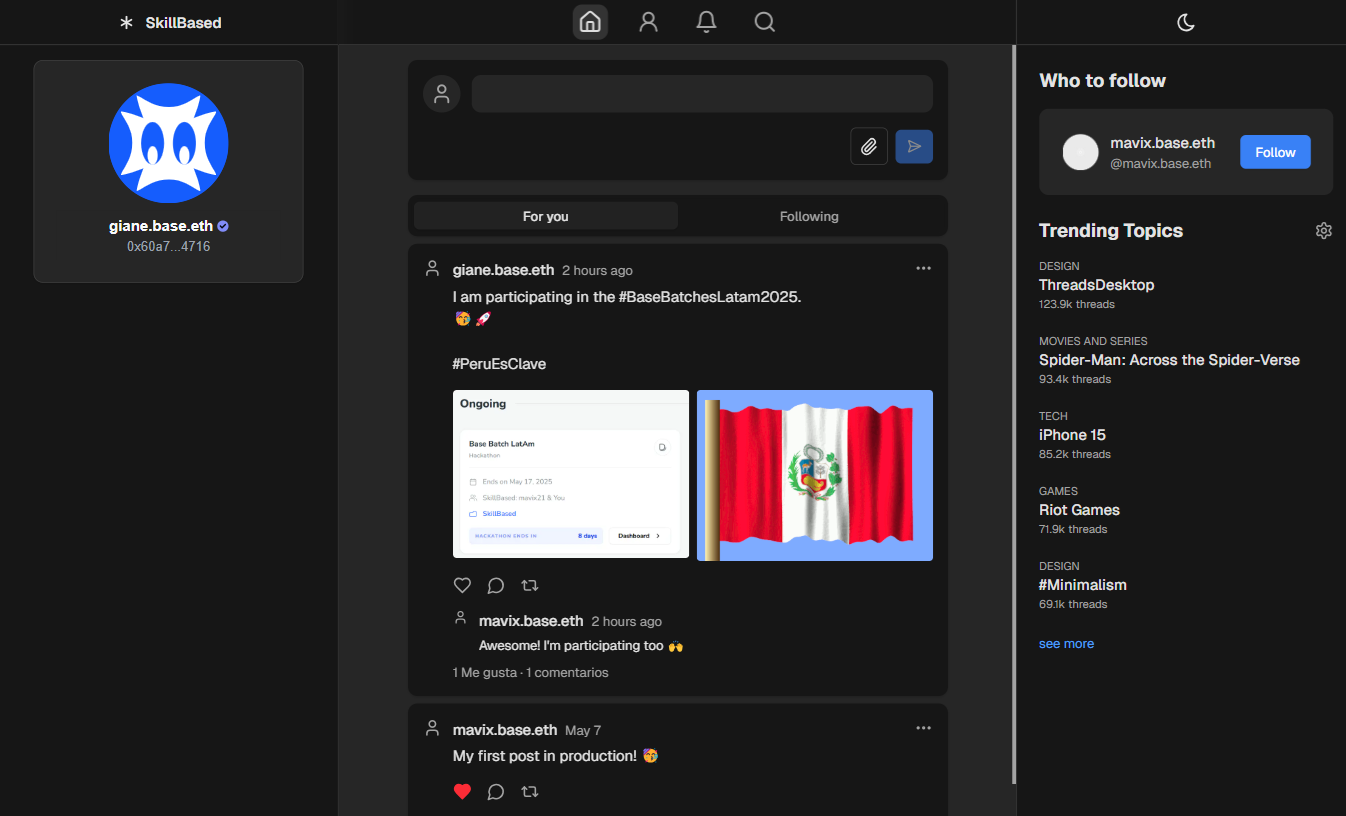 SkillBased
giane.base.eth
0x60a7...4716
For you
Following
giane.base.eth 2 hours ago
I am participating in the #BaseBatchesLatam2025.
🥳 🚀
#PeruEsClave
Ongoing
Base Batch LatAm
Hackathon
Ends on May 17, 2025
SkillBased: mavix21 & You
SkillBased
HACKATHON ENDS IN 8 days
Dashboard
mavix.base.eth 2 hours ago
Awesome! I'm participating too 🙌
1 Me gusta · 1 comentarios
mavix.base.eth May 7
My first post in production! 🥳
Who to follow
mavix.base.eth
@mavix.base.eth
Follow
Trending Topics
DESIGN
ThreadsDesktop
123.9k threads
MOVIES AND SERIES
Spider-Man: Across the Spider-Verse
93.4k threads
TECH
iPhone 15
85.2k threads
GAMES
Riot Games
71.9k threads
DESIGN
#Minimalism
69.1k threads
see more